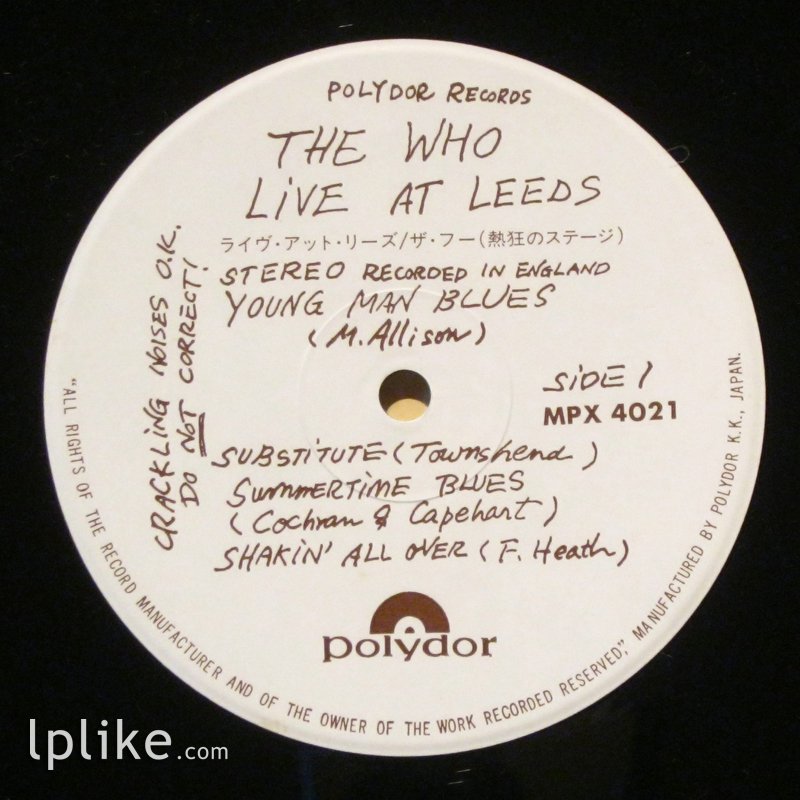 POLYDOR RECORDS
THE WHO
LIVE AT LEEDS
ライヴ・アット・リーズ/ザ・フー(熱狂のステージ)
STEREO RECORDED IN ENGLAND
YOUNG MAN BLUES
(M. Allison)
CRACKLING NOISES O.K.
DO NOT CORRECT!
SIDE 1
MPX 4021
SUBSTITUTE (Townshend)
SUMMERTIME BLUES
(Cochran & Capehart)
SHAKIN' ALL OVER (F. Heath)
polydor
"ALL RIGHTS OF THE RECORD MANUFACTURER AND OF THE OWNER OF THE WORK RECORDED RESERVED," MANUFACTURED BY POLYDOR K.K., JAPAN.
lplike.com